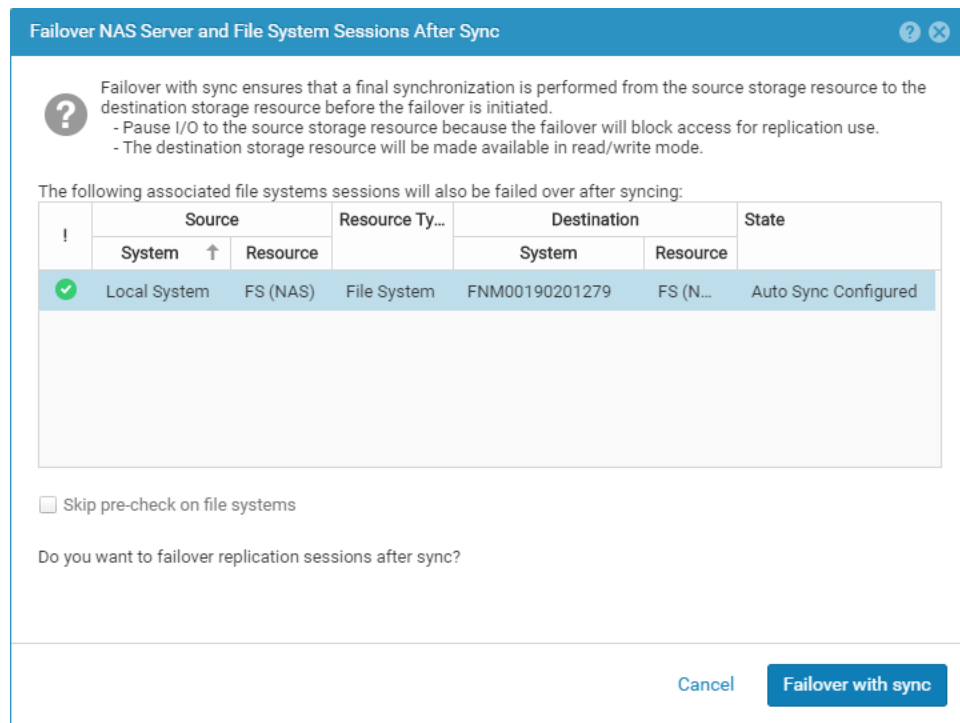 Failover NAS Server and File System Sessions After Sync
Failover with sync ensures that a final synchronization is performed from the source storage resource to the
destination storage resource before the failover is initiated.
- Pause I/O to the source storage resource because the failover will block access for replication use.
- The destination storage resource will be made available in read/write mode.
The following associated file systems sessions will also be failed over after syncing:
! Source Resource Ty... Destination State
System Resource System Resource
Local System FS (NAS) File System FNM00190201279 FS (N... Auto Sync Configured
Skip pre-check on file systems
Do you want to failover replication sessions after sync?
Cancel Failover with sync